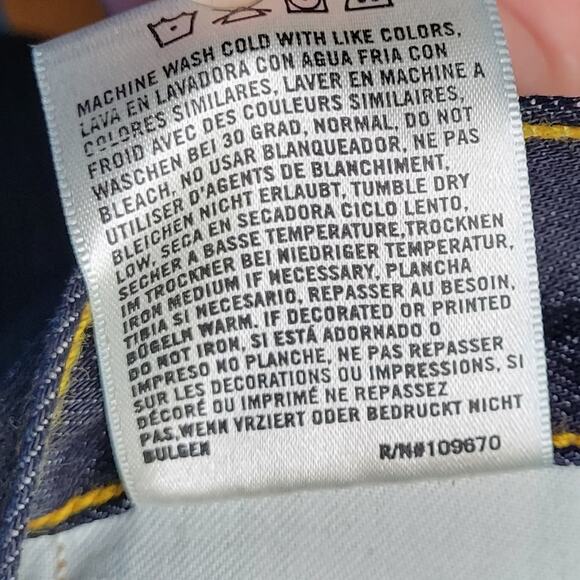 MACHINE WASH COLD WITH LIKE COLORS,
LAVA EN LAVADORA CON AGUA FRIA CON
COLORES SIMILARES, LAVER EN MACHINE A
FROID AVEC DES COULEURS SIMILAIRES,
WASCHEN BEI 30 GRAD, NORMAL, DO NOT
BLEACH, NO USAR BLANQUEADOR, NE PAS
UTILISER D'AGENTS DE BLANCHIMENT,
BLEICHEN NICHT ERLAUBT, TUMBLE DRY
LOW, SECA EN SECADORA CICLO LENTO,
SECHER A BASSE TEMPERATURE,TROCKNEN
IM TROCKNER BEI NIEDRIGER TEMPERATUR,
IRON MEDIUM IF NECESSARY, PLANCHA
TIBIA SI NECESARIO, REPASSER AU BESOIN,
BÖGELN WARM. IF DECORATED OR PRINTED
DO NOT IRON, SI ESTÁ ADORNADO O
IMPRESO NO PLANCHE, NE PAS REPASSER
SUR LES DECORATIONS OU IMPRESSIONS, SI
DÉCORÉ OU IMPRIMÉ NE REPASSEZ
PAS,WENN VRZIERT ODER BEDRUCKT NICHT
BULGEN
R/N#109670